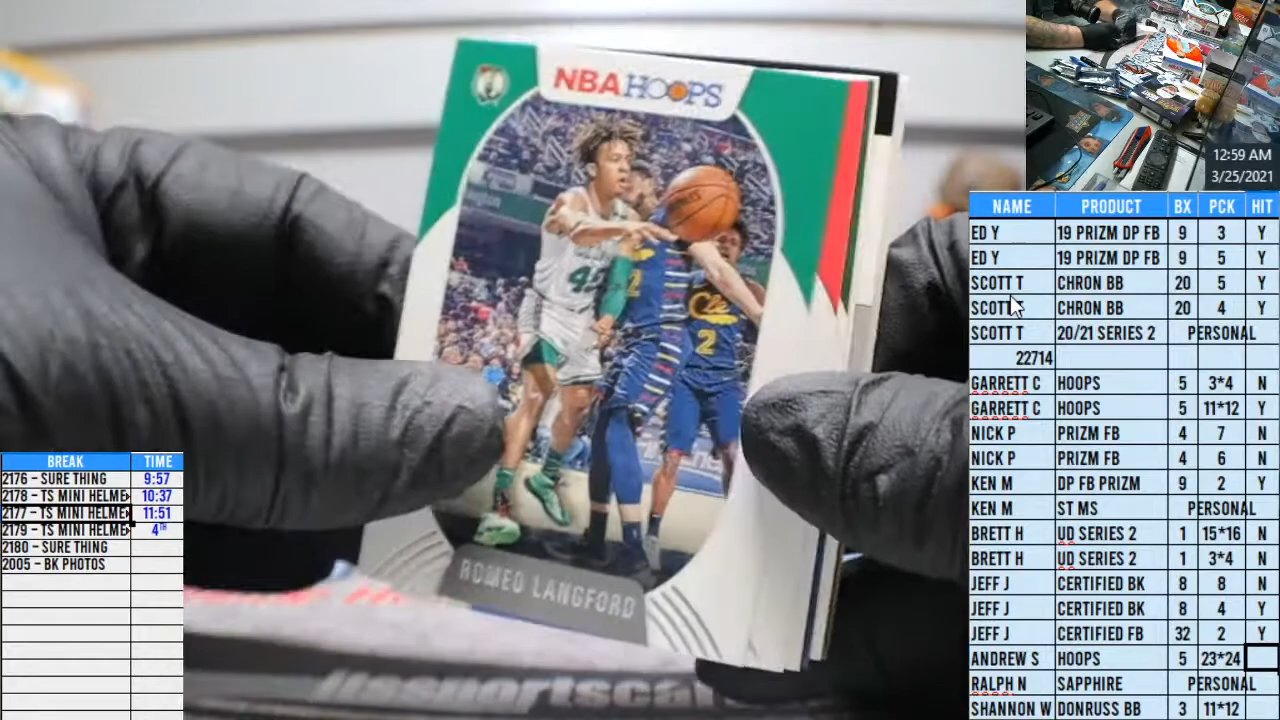 NBA HOOPS
45
2
Cle
2
ROMEO LANGFORD
12:59 AM
3/25/2021
NAME PRODUCT BX PCK HIT
ED Y 19 PRIZM DP FB 9 3 Y
ED Y 19 PRIZM DP FB 9 5 Y
SCOTT T CHRON BB 20 5 Y
SCOTT CHRON BB 20 4 Y
SCOTT T 20/21 SERIES 2 PERSONAL
22714
GARRETT C HOOPS 5 3*4 N
GARRETT C HOOPS 5 11*12 Y
NICK P PRIZM FB 4 7 N
NICK P PRIZM FB 4 6 N
KEN M DP FB PRIZM 9 2 Y
KEN M ST MS PERSONAL
BRETT H UD SERIES 2 1 15*16 N
BRETT H UD SERIES 2 1 3*4 N
JEFF J CERTIFIED BK 8 8 N
JEFF J CERTIFIED BK 8 4 Y
JEFF J CERTIFIED FB 32 2 Y
ANDREW S HOOPS 5 23*24
RALPH N SAPPHIRE PERSONAL
SHANNON W DONRUSS BB 3 11*12
BREAK TIME
2176 – SURE THING 9:57
2178 – TS MINI HELME 10:37
2177 – TS MINI HELME 11:51
2179 – TS MINI HELME 4TH
2180 – SURE THING
2005 – BK PHOTOS